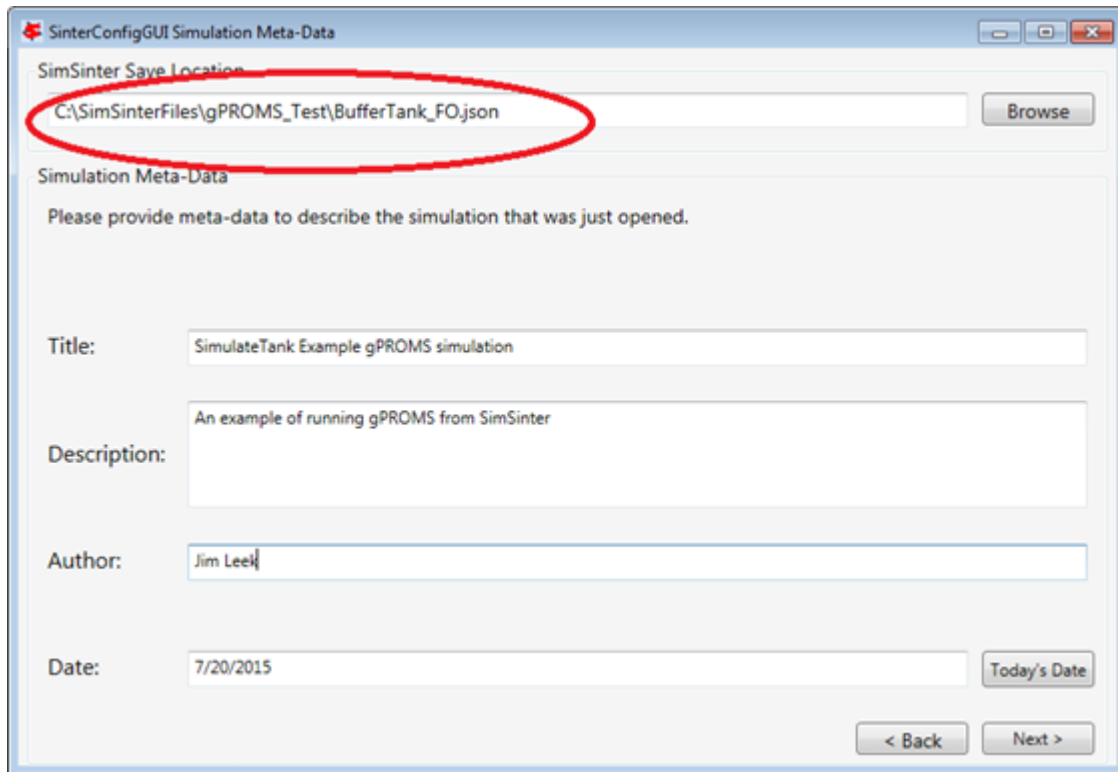 SinterConfigGUI Simulation Meta-Data
SimSinter Save Location
C:\SimSinterFiles\gPROMS_Test\BufferTank_FO.json
Browse
Simulation Meta-Data
Please provide meta-data to describe the simulation that was just opened.
Title:
SimulateTank Example gPROMS simulation
Description:
An example of running gPROMS from SimSinter
Author:
Jim Leek
Date:
7/20/2015
Today's Date
< Back
Next >